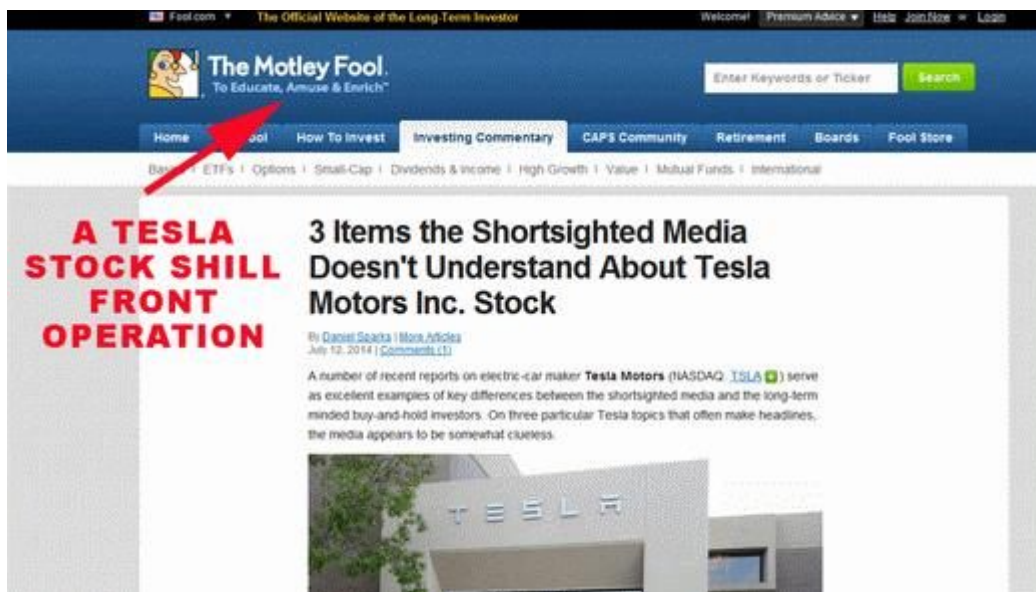 Fool.com ▼ The Official Website of the Long-Term Investor Welcome! Premium Advice ▼ Help Join Now or Login
The Motley Fool.
To Educate, Amuse & Enrich™
Enter Keywords or Ticker Search
Home How To Invest Investing Commentary CAPS Community Retirement Boards Fool Store
ETFs | Options | Small-Cap | Dividends & Income | High Growth | Value | Mutual Funds | International
A TESLA
STOCK SHILL
FRONT
OPERATION
3 Items the Shortsighted Media
Doesn't Understand About Tesla
Motors Inc. Stock
By Daniel Sparks | More Articles
July 12, 2014 | Comments (1)
A number of recent reports on electric-car maker Tesla Motors (NASDAQ: TSLA) serve
as excellent examples of key differences between the shortsighted media and the long-term
minded buy-and-hold investors. On three particular Tesla topics that often make headlines,
the media appears to be somewhat clueless.
TESLA